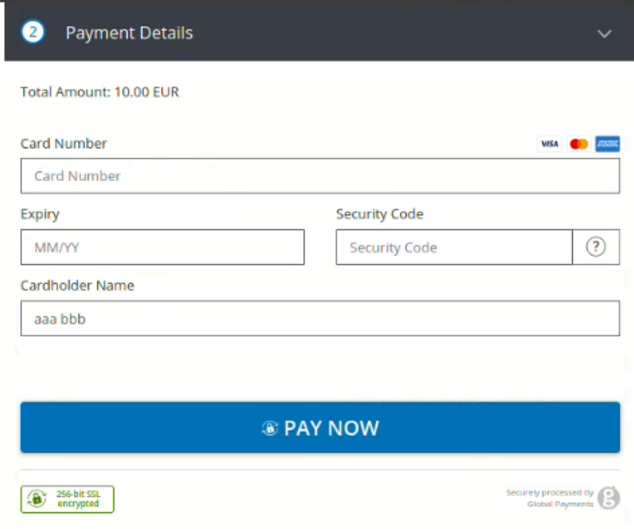 2 Payment Details
Total Amount: 10.00 EUR
Card Number VISA
Card Number
Expiry Security Code
MM/YY Security Code ?
Cardholder Name
aaa bbb
PAY NOW
256-bit SSL
encrypted
Securely processed by
Global Payments